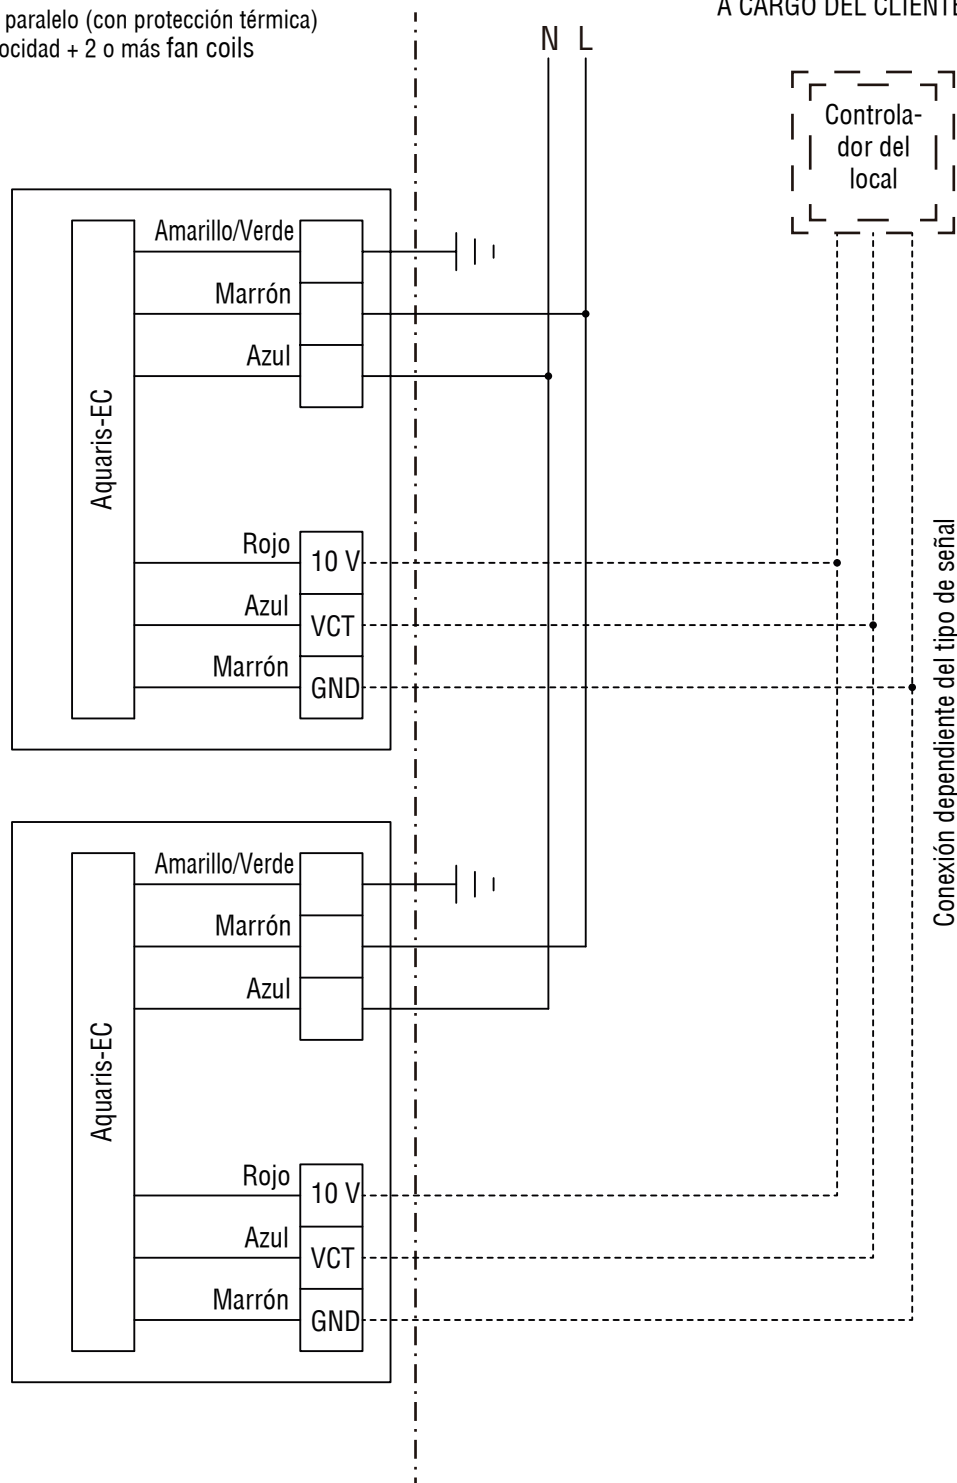 paralelo (con protección térmica)
ocidad + 2 o más fan coils
A CARGO DEL CLIENTE
N L
Controla-
dor del
local
Amarillo/Verde
Marrón
Azul
Aquaris-EC
Rojo
10 V
Azul
VCT
Marrón
GND
Conexión dependiente del tipo de señal
Amarillo/Verde
Marrón
Azul
Aquaris-EC
Rojo
10 V
Azul
VCT
Marrón
GND